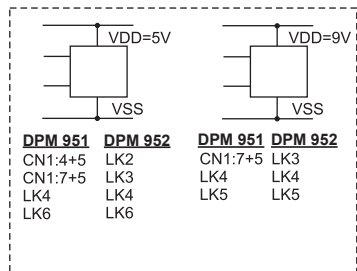 VDD=5V VDD=9V
VSS VSS
DPM 951 DPM 952 DPM 951 DPM 952
CN1:4+5 LK2 CN1:7+5 LK3
CN1:7+5 LK3 LK4 LK4
LK4 LK4 LK5 LK5
LK6 LK6